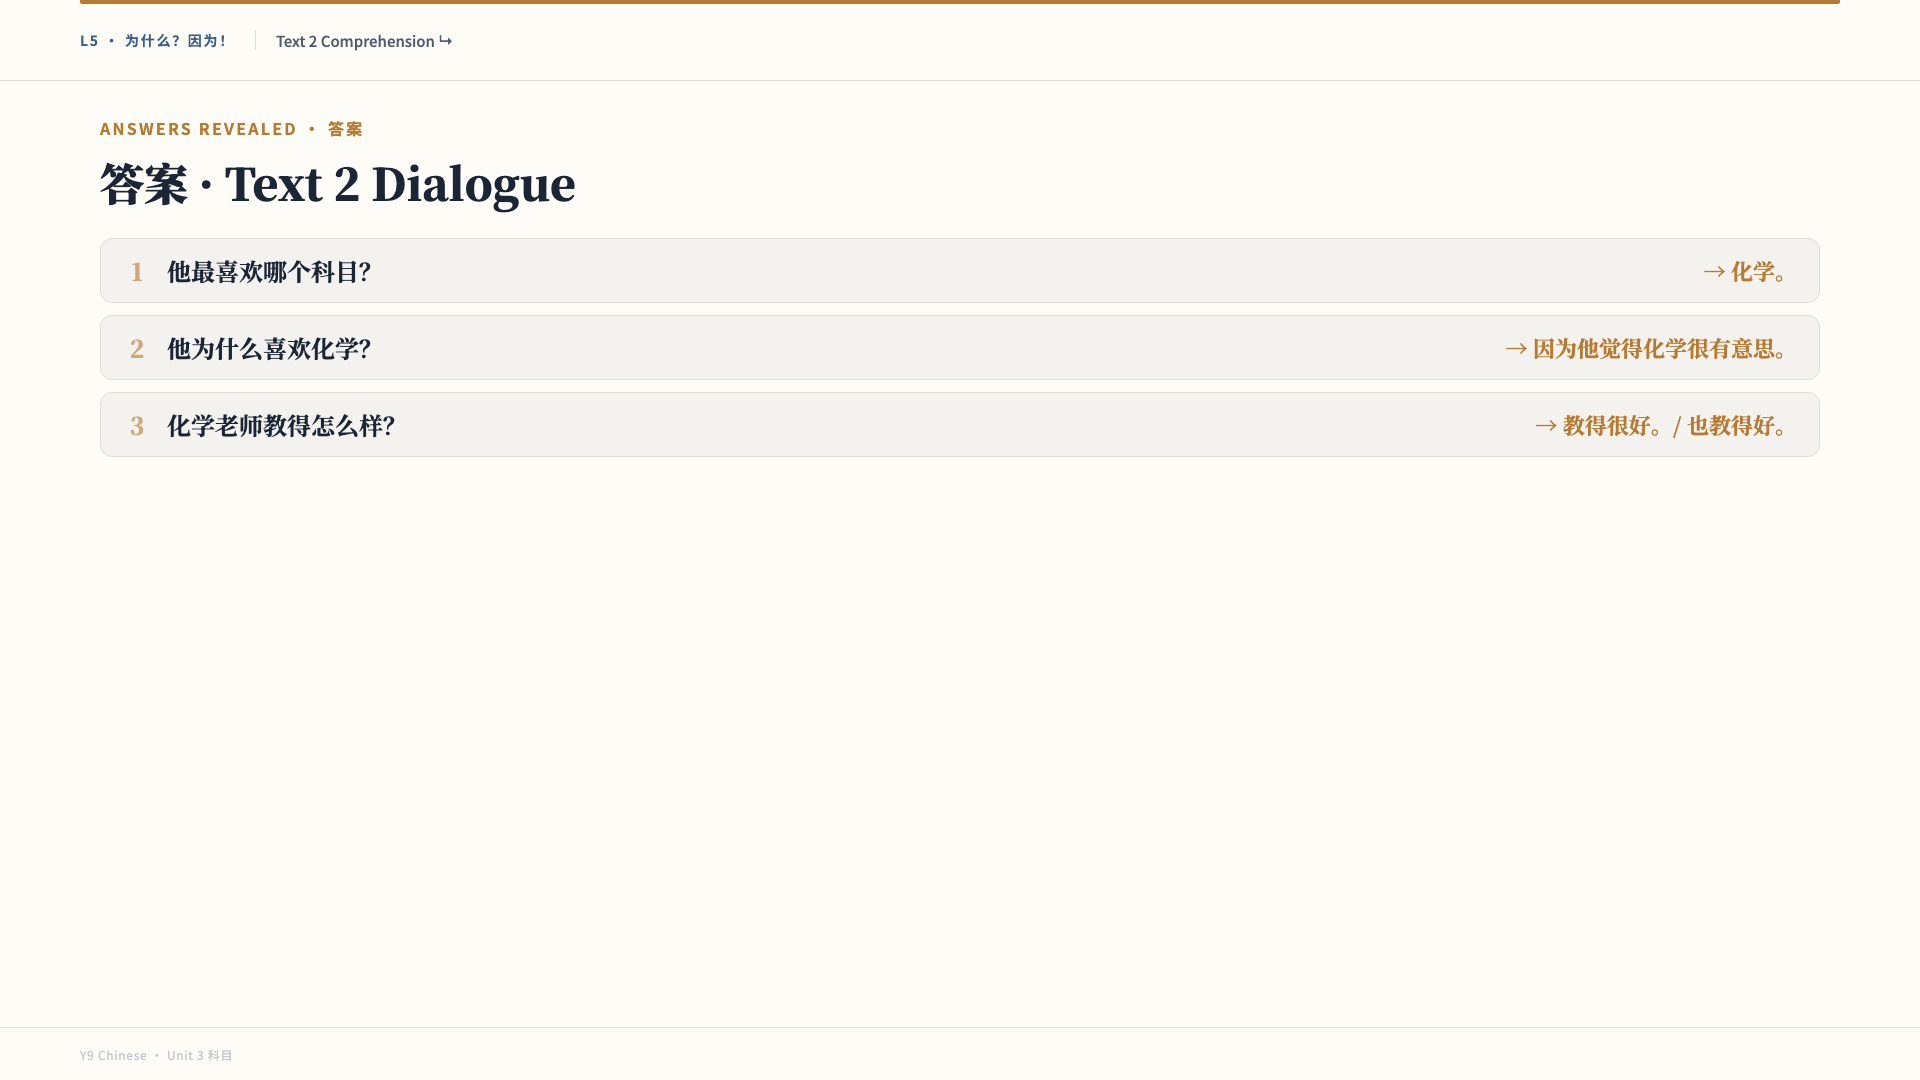 L5 • 为什么？因为！
Text 2 Comprehension ↪
ANSWERS REVEALED • 答案
答案 · Text 2 Dialogue
1 他最喜欢哪个科目？ → 化学。
2 他为什么喜欢化学？ → 因为他觉得化学很有意思。
3 化学老师教得怎么样？ → 教得很好。/ 也教得好。
Y9 Chinese • Unit 3 科目